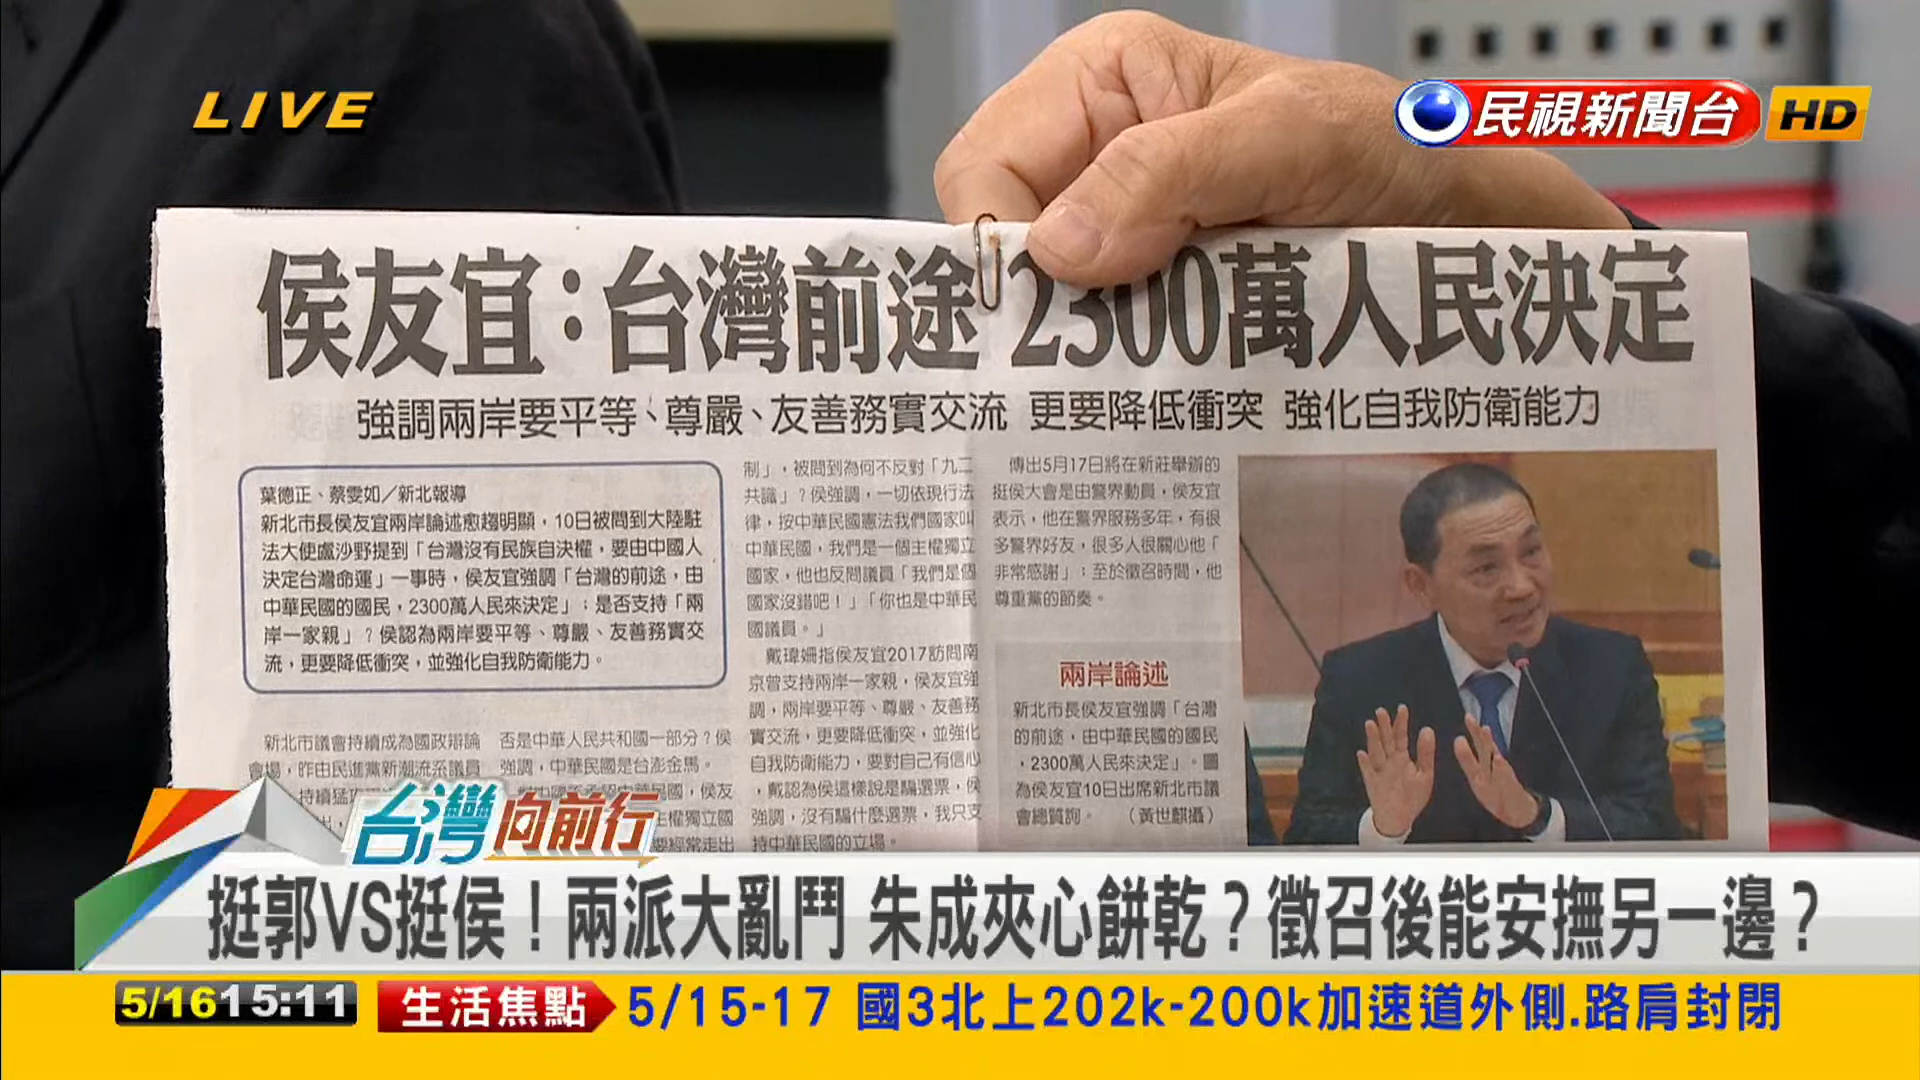 LIVE
民視新聞台 HD
侯友宜:台灣前途 2300萬人民決定
強調兩岸要平等、尊嚴、友善務實交流 更要降低衝突 強化自我防衛能力
葉德正、蔡雯如/新北報導
新北市長侯友宜兩岸論述愈趨明顯,10日被問到大陸駐
法大使盧沙野提到「台灣沒有民族自決權,要由中國人
決定台灣命運」一事時,侯友宜強調「台灣的前途,由
中華民國的國民,2300萬人民來決定」;是否支持「兩
岸一家親」?侯認為兩岸要平等、尊嚴、友善務實交
流,更要降低衝突,並強化自我防衛能力。
新北市議會持續成為國政辯論
會場,昨由民進黨新潮流系議員
持續猛
否是中華人民共和國一部分?侯
強調,中華民國是台澎金馬。
國,侯友
主權獨立國
要經常走出
制」,被問到為何不反對「九二
共識」?侯強調,一切依現行法
律,按中華民國憲法我們國家叫
中華民國,我們是一個主權獨立
國家,他也反問議員「我們是個
國家沒錯吧!」「你也是中華民
國議員。」
戴瑋姍指侯友宜2017訪問南
京曾支持兩岸一家親,侯友宜強
調,兩岸要平等、尊嚴、友善務
實交流,更要降低衝突,並強化
自我防衛能力,要對自己有信心
,戴認為侯這樣說是騙選票,侯
強調,沒有騙什麼選票,我只支
持中華民國的立場。
傳出5月17日將在新莊舉辦的
挺侯大會是由警界動員,侯友宜
表示,他在警界服務多年,有很
多警界好友,很多人很關心他「
非常感謝」;至於徵召時間,他
尊重黨的節奏。
兩岸論述
新北市長侯友宜強調「台灣
的前途,由中華民國的國民
,2300萬人民來決定」。圖
為侯友宜10日出席新北市議
會總質詢。 (黃世麒攝)
台灣向前行
挺郭VS挺侯!兩派大亂鬥 朱成夾心餅乾?徵召後能安撫另一邊?
5/16 15:11 生活焦點 5/15-17 國3北上202k-200k加速道外側.路肩封閉